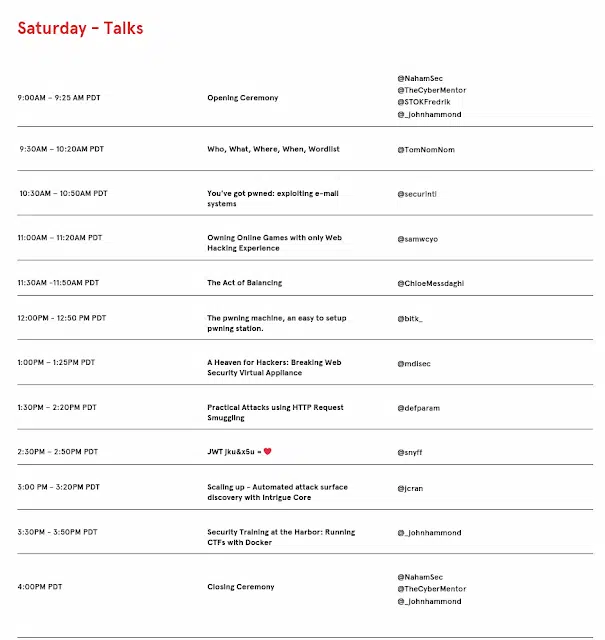 Saturday - Talks
@NahamSec
@TheCyberMentor
9:00AM – 9:25 AM PDT Opening Ceremony @STOKFredrik
@_johnhammond
9:30AM – 10:20AM PDT Who, What, Where, When, Wordlist @TomNomNom
10:30AM – 10:50AM PDT You've got pwned: exploiting e-mail @securinti
systems
11:00AM – 11:20AM PDT Owning Online Games with only Web @samwcyo
Hacking Experience
11:30AM -11:50AM PDT The Act of Balancing @ChloeMessdaghi
12:00PM - 12:50 PM PDT The pwning machine, an easy to setup @bitk_
pwning station.
1:00PM – 1:25PM PDT A Heaven for Hackers: Breaking Web @mdisec
Security Virtual Appliance
1:30PM – 2:20PM PDT Practical Attacks using HTTP Request @defparam
Smuggling
2:30PM – 2:50PM PDT JWT jku&x5u = ❤️ @snyff
3:00 PM – 3:20PM PDT Scaling up - Automated attack surface @jcran
discovery with Intrigue Core
3:30PM - 3:50PM PDT Security Training at the Harbor: Running @_johnhammond
CTFs with Docker
@NahamSec
4:00PM PDT Closing Ceremony @TheCyberMentor
@_johnhammond